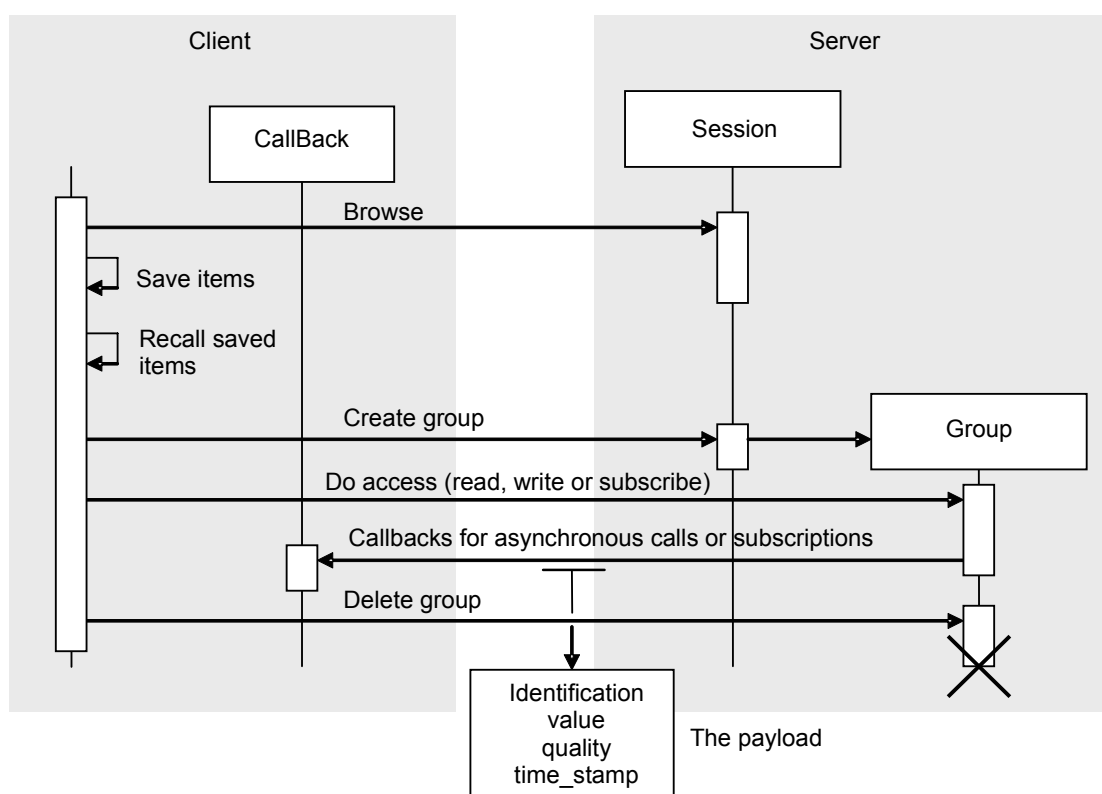 Client
Server
CallBack
Session
Browse
Save items
Recall saved
items
Create group
Group
Do access (read, write or subscribe)
Callbacks for asynchronous calls or subscriptions
Delete group
Identification
value
quality
time_stamp
The payload